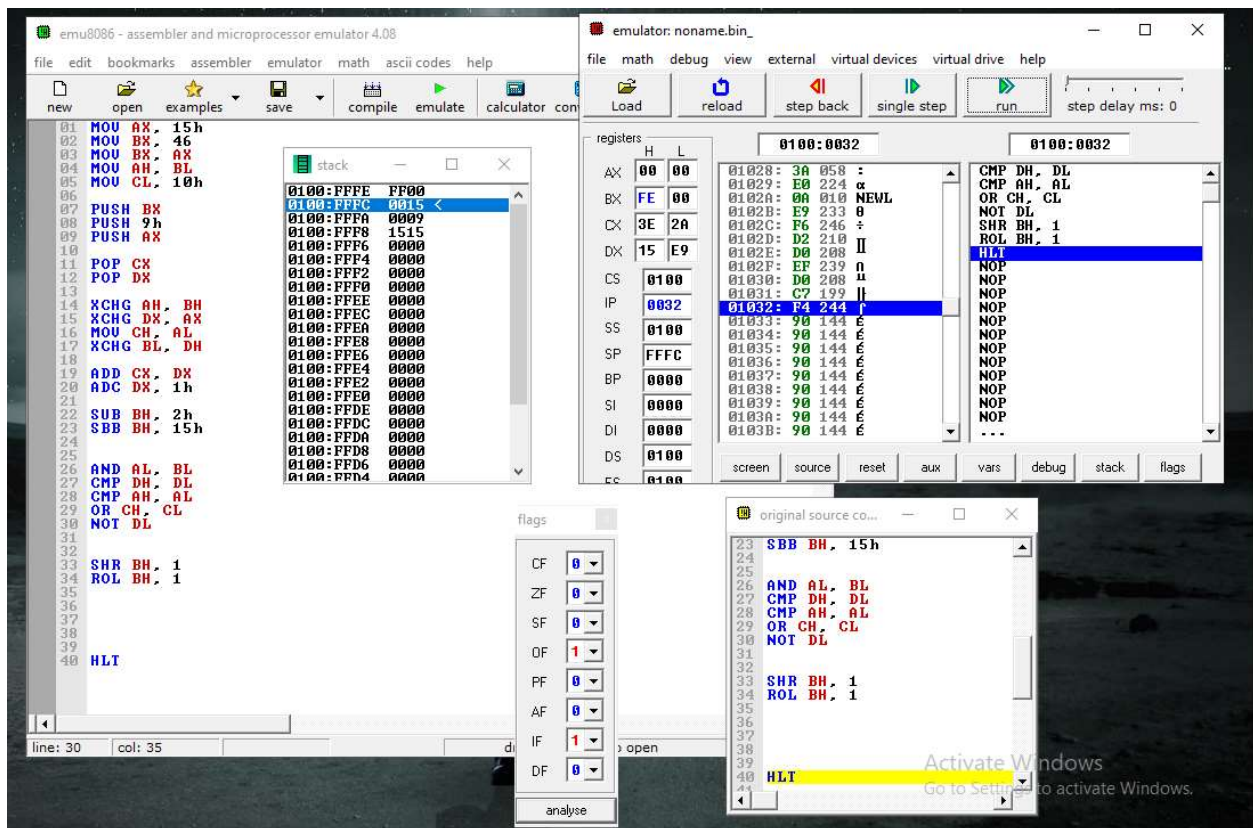 emu8086 - assembler and microprocessor emulator 4.08
file edit bookmarks assembler emulator math ascii codes help
new open examples save compile emulate calculator con
01 MOV AX, 15h
02 MOV BX, 46
03 MOV BX, AX
04 MOV AH, BL
05 MOV CL, 10h
06
07 PUSH BX
08 PUSH 9h
09 PUSH AX
10
11 POP CX
12 POP DX
13
14 XCHG AH, BH
15 XCHG DX, AX
16 MOV CH, AL
17 XCHG BL, DH
18
19 ADD CX, DX
20 ADC DX, 1h
21
22 SUB BH, 2h
23 SBB BH, 15h
24
25
26 AND AL, BL
27 CMP DH, DL
28 CMP AH, AL
29 OR CH, CL
30 NOT DL
31
32
33 SHR BH, 1
34 ROL BH, 1
35
36
37
38
39
40 HLT
line: 30 col: 35
open
stack
0100:FFFE FF00
0100:FFFC 0015 <
0100:FFFA 0009
0100:FFF8 1515
0100:FFF6 0000
0100:FFF4 0000
0100:FFF2 0000
0100:FFF0 0000
0100:FFEE 0000
0100:FFEC 0000
0100:FFEA 0000
0100:FFE8 0000
0100:FFE6 0000
0100:FFE4 0000
0100:FFE2 0000
0100:FFE0 0000
0100:FFDE 0000
0100:FFDC 0000
0100:FFDA 0000
0100:FFD8 0000
0100:FFD6 0000
0100:FFD4 0000
emulator: noname.bin_
file math debug view external virtual devices virtual drive help
Load reload step back single step run step delay ms: 0
registers
H L
AX 00 00
BX FE 00
CX 3E 2A
DX 15 E9
CS 0100
IP 0032
SS 0100
SP FFFC
BP 0000
SI 0000
DI 0000
DS 0100
ES 0100
0100:0032
01028: 3A 058 :
01029: E0 224 α
0102A: 0A 010 NEWL
0102B: E9 233 θ
0102C: F6 246 ÷
0102D: D2 210 ╥
0102E: D0 208 ╨
0102F: EF 239 ∩
01030: D0 208 ╨
01031: C7 199 ╟
01032: F4 244 ⌠
01033: 90 144 É
01034: 90 144 É
01035: 90 144 É
01036: 90 144 É
01037: 90 144 É
01038: 90 144 É
01039: 90 144 É
0103A: 90 144 É
0103B: 90 144 É
0100:0032
CMP DH, DL
CMP AH, AL
OR CH, CL
NOT DL
SHR BH, 1
ROL BH, 1
HLT
NOP
NOP
NOP
NOP
NOP
NOP
NOP
NOP
NOP
NOP
NOP
NOP
...
screen source reset aux vars debug stack flags
flags
CF 0
ZF 0
SF 0
OF 1
PF 0
AF 0
IF 1
DF 0
analyse
original source co...
23 SBB BH, 15h
24
25
26 AND AL, BL
27 CMP DH, DL
28 CMP AH, AL
29 OR CH, CL
30 NOT DL
31
32
33 SHR BH, 1
34 ROL BH, 1
35
36
37
38
39
40 HLT
41
Activate Windows
Go to Settings to activate Windows.